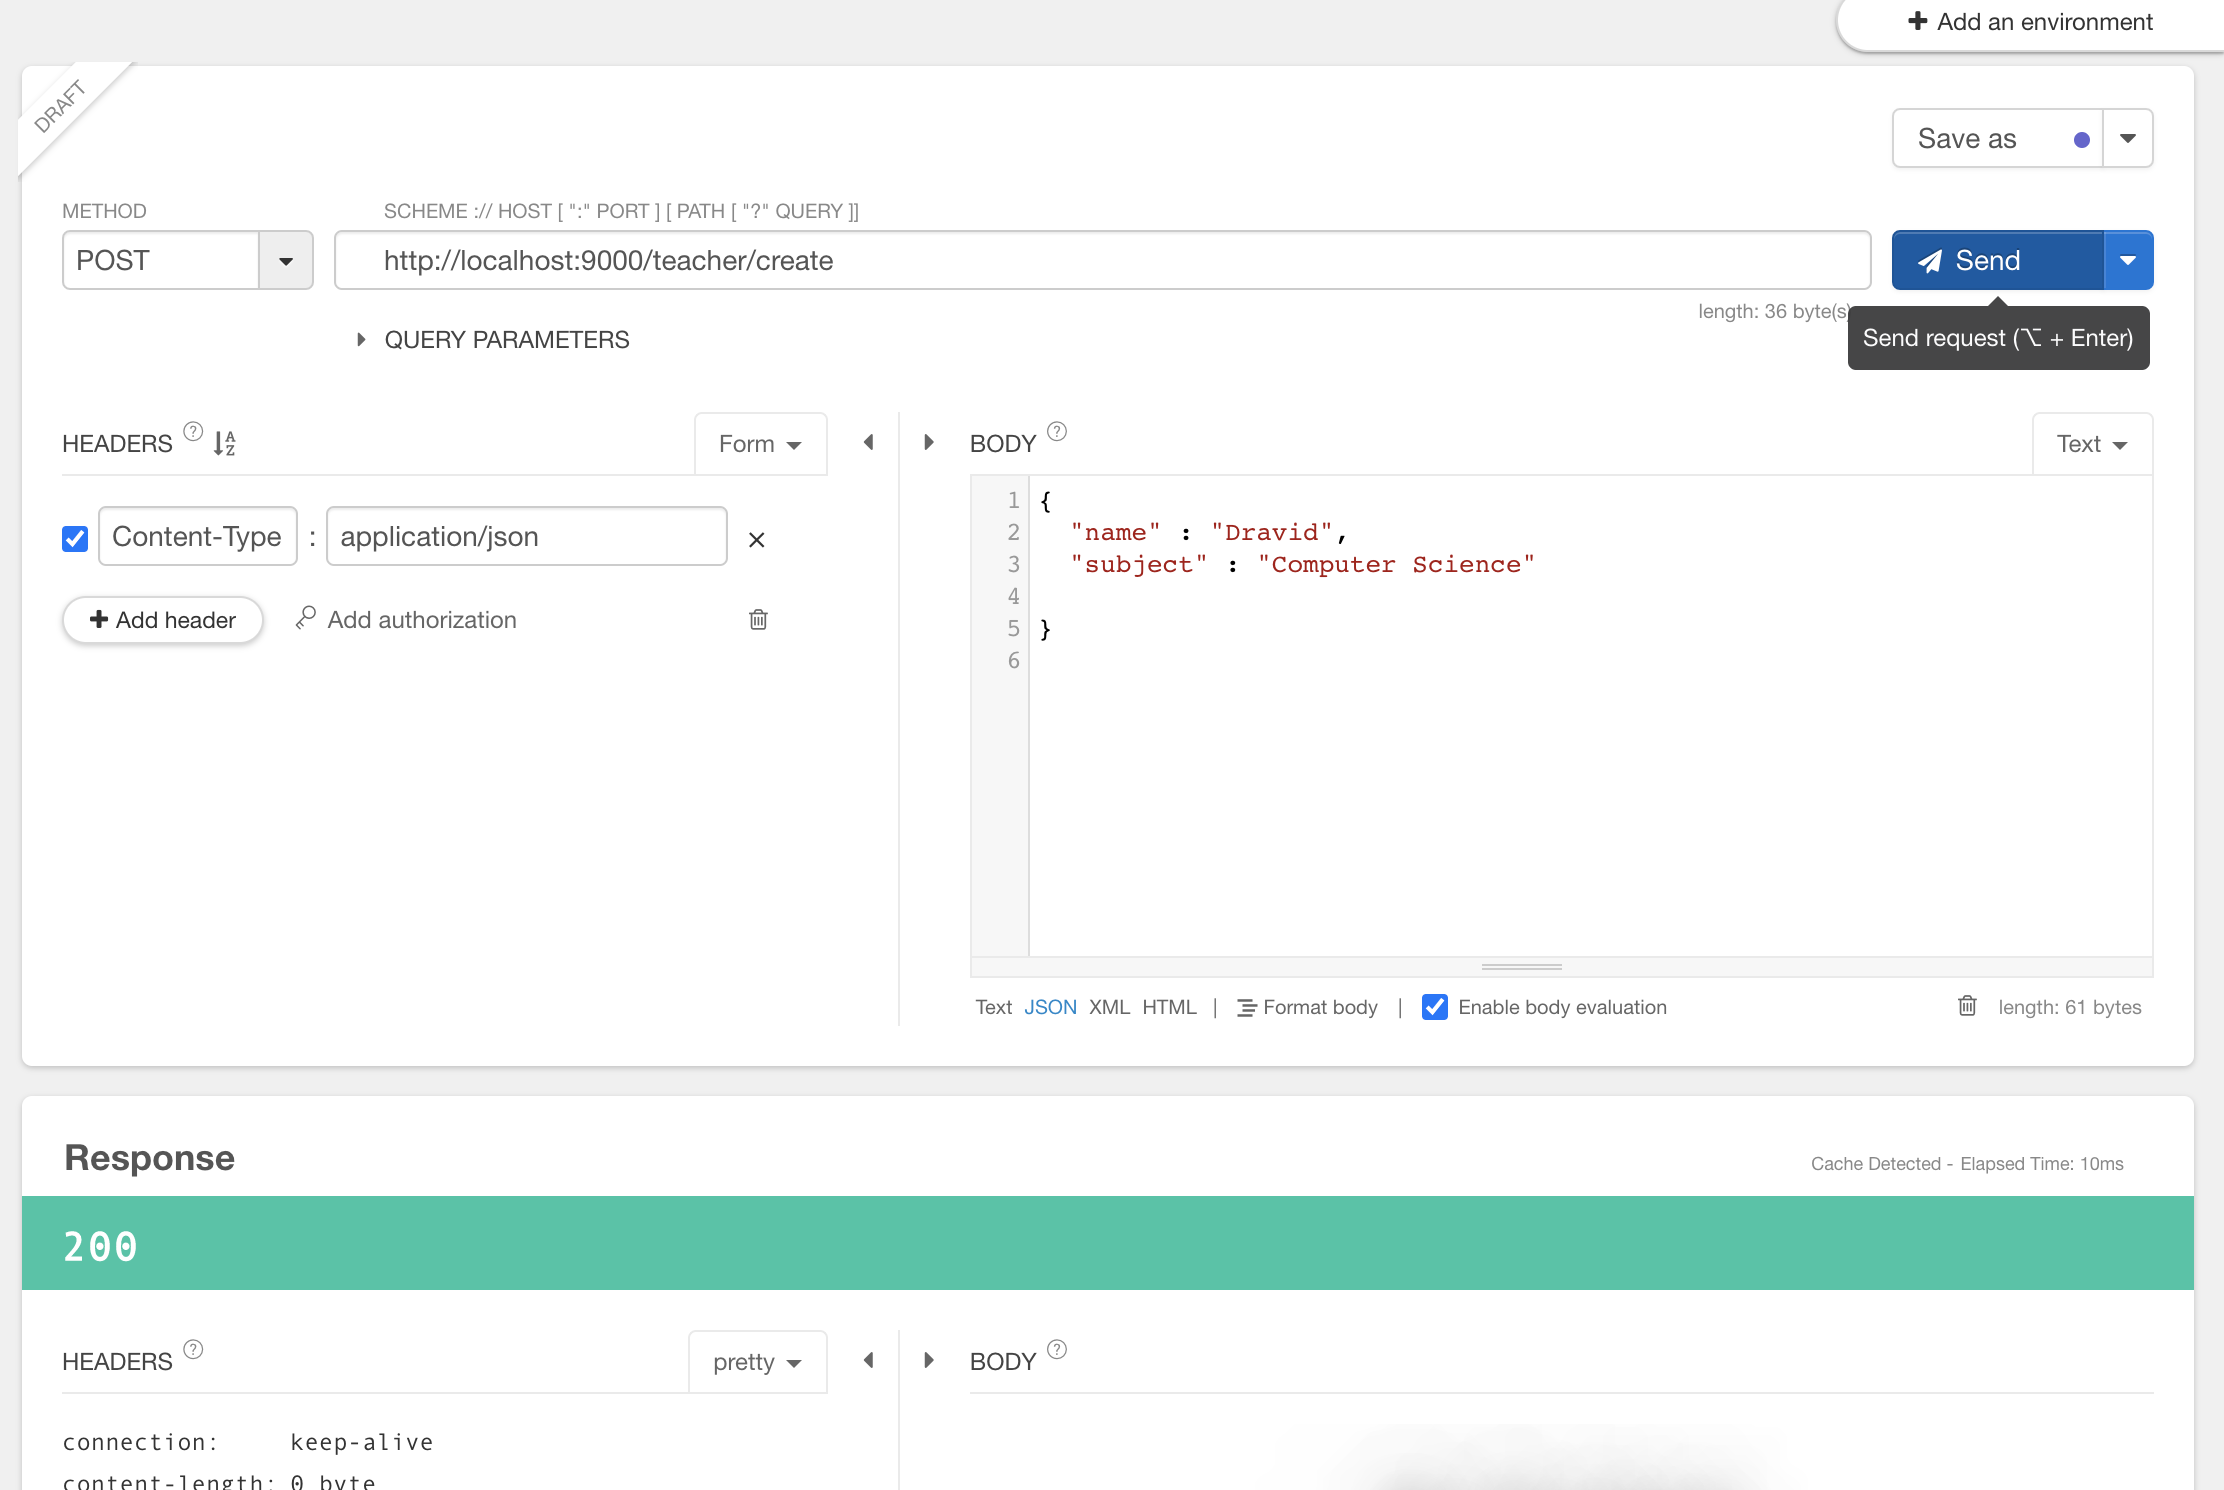 + Add an environment
DRAFT
Save as
METHOD
SCHEME :// HOST [ ":" PORT ] [ PATH [ "?" QUERY ]]
POST
http://localhost:9000/teacher/create
Send
length: 36 byte(s)
Send request (⌥ + Enter)
QUERY PARAMETERS
HEADERS ? A Z
Form
BODY ?
Text
Content-Type : application/json ×
+ Add header
Add authorization
1 {
2 "name" : "Dravid",
3 "subject" : "Computer Science"
4
5 }
6
Text JSON XML HTML | Format body | Enable body evaluation
length: 61 bytes
Response
Cache Detected - Elapsed Time: 10ms
200
HEADERS ?
pretty
BODY ?
connection: keep-alive
content-length: 0 byte